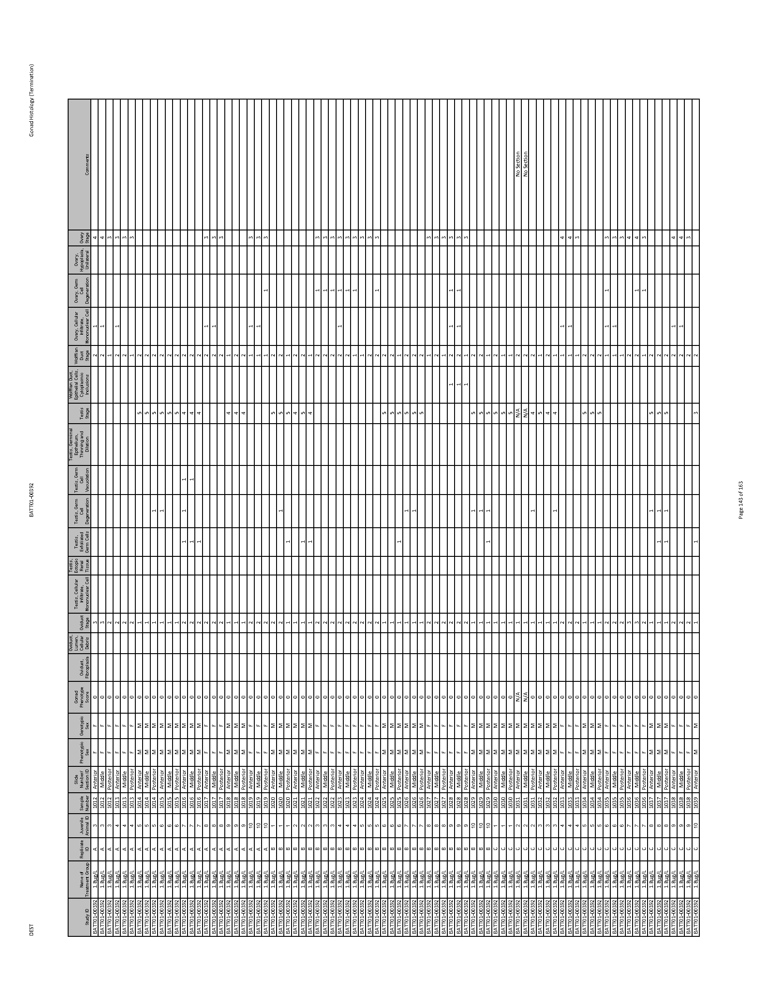 DEST BATT01-00392 Gonad Histology (Termination)
Study ID Name of Treatment Group Replicate ID Juvenile Animal ID Sample Number Slide Number/ Section ID Phenotypic Sex Genotypic Sex Gonad Phenotype Score Oviduct, Fibroplasia Oviduct, Lumen, Cellular Debris Oviduct Stage Testis, Cellular Infiltrate, Mononuclear Cell Testis, Ectopic Renal Tissue Testis, Exfoliated Germ Cells Testis, Germ Cell Degeneration Testis, Germ Cell Vacuolation Testis, Germinal Epthelium, Thinning and Dilation Testis Stage Wolffian Duct, Epithelial Cells, Cytoplasmic Inclusions Wolffian Duct Stage Ovary, Cellular Infiltrate, Mononuclear Cell Ovary, Germ Cell Degeneration Ovary, Hypoplasia, Unilateral Ovary Stage Comments
BATT01-00392 1.8µg/L A 3 1012 Anterior F F 0 3 2 1 4
BATT01-00392 1.8µg/L A 3 1012 Middle F F 0 3 2 1 4
BATT01-00392 1.8µg/L A 3 1012 Posterior F F 0 2 1 3
BATT01-00392 1.8µg/L A 4 1013 Anterior F F 0 2 2 1 3
BATT01-00392 1.8µg/L A 4 1013 Middle F F 0 2 2 3
BATT01-00392 1.8µg/L A 4 1013 Posterior F F 0 2 1 3
BATT01-00392 1.8µg/L A 5 1014 Anterior M M 0 1 5 2
BATT01-00392 1.8µg/L A 5 1014 Middle M M 0 1 5 2
BATT01-00392 1.8µg/L A 5 1014 Posterior M M 0 1 1 5 2
BATT01-00392 1.8µg/L A 6 1015 Anterior M M 0 1 1 5 2
BATT01-00392 1.8µg/L A 6 1015 Middle M M 0 1 5 2
BATT01-00392 1.8µg/L A 6 1015 Posterior M M 0 1 5 2
BATT01-00392 1.8µg/L A 7 1016 Anterior M M 0 2 1 1 1 4 2
BATT01-00392 1.8µg/L A 7 1016 Middle M M 0 2 1 1 4 2
BATT01-00392 1.8µg/L A 7 1016 Posterior M M 0 2 1 4 2
BATT01-00392 1.8µg/L A 8 1017 Anterior F F 0 2 2 1 3
BATT01-00392 1.8µg/L A 8 1017 Middle F F 0 2 2 1 3
BATT01-00392 1.8µg/L A 8 1017 Posterior F F 0 2 2 3
BATT01-00392 1.8µg/L A 9 1018 Anterior M M 0 1 4 1
BATT01-00392 1.8µg/L A 9 1018 Middle M M 0 1 4 2
BATT01-00392 1.8µg/L A 9 1018 Posterior M M 0 1 4 2
BATT01-00392 1.8µg/L A 10 1019 Anterior F F 0 2 1 1 3
BATT01-00392 1.8µg/L A 10 1019 Middle F F 0 2 1 1 3
BATT01-00392 1.8µg/L A 10 1019 Posterior F F 0 2 1 1 3
BATT01-00392 1.8µg/L B 1 1020 Anterior M M 0 2 5 2
BATT01-00392 1.8µg/L B 1 1020 Middle M M 0 2 1 5 2
BATT01-00392 1.8µg/L B 1 1020 Posterior M M 0 1 1 5 1
BATT01-00392 1.8µg/L B 2 1021 Anterior M M 0 1 4 2
BATT01-00392 1.8µg/L B 2 1021 Middle M M 0 1 1 5 2
BATT01-00392 1.8µg/L B 2 1021 Posterior M M 0 1 1 4 1
BATT01-00392 1.8µg/L B 3 1022 Anterior F F 0 2 2 1 3
BATT01-00392 1.8µg/L B 3 1022 Middle F F 0 2 2 1 3
BATT01-00392 1.8µg/L B 3 1022 Posterior F F 0 2 2 1 3
BATT01-00392 1.8µg/L B 4 1023 Anterior F F 0 2 2 1 1 3
BATT01-00392 1.8µg/L B 4 1023 Middle F F 0 2 2 1 3
BATT01-00392 1.8µg/L B 4 1023 Posterior F F 0 2 1 1 3
BATT01-00392 1.8µg/L B 5 1024 Anterior F F 0 2 1 3
BATT01-00392 1.8µg/L B 5 1024 Middle F F 0 2 2 3
BATT01-00392 1.8µg/L B 5 1024 Posterior F F 0 2 2 1 3
BATT01-00392 1.8µg/L B 6 1025 Anterior M M 0 1 5 2
BATT01-00392 1.8µg/L B 6 1025 Middle M M 0 1 5 2
BATT01-00392 1.8µg/L B 6 1025 Posterior M M 0 1 1 5 1
BATT01-00392 1.8µg/L B 7 1026 Anterior M M 0 1 1 5 2
BATT01-00392 1.8µg/L B 7 1026 Middle M M 0 1 1 5 2
BATT01-00392 1.8µg/L B 7 1026 Posterior M M 0 1 5 2
BATT01-00392 1.8µg/L B 8 1027 Anterior F F 0 2 1 3
BATT01-00392 1.8µg/L B 8 1027 Middle F F 0 2 2 3
BATT01-00392 1.8µg/L B 8 1027 Posterior F F 0 2 1 3
BATT01-00392 1.8µg/L B 9 1028 Anterior F F 0 2 1 2 1 1 3
BATT01-00392 1.8µg/L B 9 1028 Middle F F 0 2 1 2 1 1 3
BATT01-00392 1.8µg/L B 9 1028 Posterior F F 0 2 1 1 3
BATT01-00392 1.8µg/L B 10 1029 Anterior M M 0 1 1 5 2
BATT01-00392 1.8µg/L B 10 1029 Middle M M 0 1 1 5 2
BATT01-00392 1.8µg/L B 10 1029 Posterior M M 0 1 1 1 5 1
BATT01-00392 1.8µg/L C 1 1030 Anterior M M 0 1 5 2
BATT01-00392 1.8µg/L C 1 1030 Middle M M 0 1 5 1
BATT01-00392 1.8µg/L C 1 1030 Posterior M M 0 1 5 1
BATT01-00392 1.8µg/L C 2 1031 Anterior M M N/A 1 N/A 2 No Section
BATT01-00392 1.8µg/L C 2 1031 Middle M M N/A 1 N/A 2 No Section
BATT01-00392 1.8µg/L C 2 1031 Posterior M M 0 1 1 4 2
BATT01-00392 1.8µg/L C 3 1032 Anterior M M 0 1 5 1
BATT01-00392 1.8µg/L C 3 1032 Middle M M 0 1 4 2
BATT01-00392 1.8µg/L C 3 1032 Posterior M M 0 1 1 4 1
BATT01-00392 1.8µg/L C 4 1033 Anterior F F 0 2 1 1 4
BATT01-00392 1.8µg/L C 4 1033 Middle F F 0 2 1 1 4
BATT01-00392 1.8µg/L C 4 1033 Posterior F F 0 2 1 3
BATT01-00392 1.8µg/L C 5 1034 Anterior M M 0 1 5 2
BATT01-00392 1.8µg/L C 5 1034 Middle M M 0 1 5 2
BATT01-00392 1.8µg/L C 5 1034 Posterior M M 0 1 5 2
BATT01-00392 1.8µg/L C 6 1035 Anterior F F 0 2 1 1 1 3
BATT01-00392 1.8µg/L C 6 1035 Middle F F 0 2 1 1 3
BATT01-00392 1.8µg/L C 6 1035 Posterior F F 0 2 1 3
BATT01-00392 1.8µg/L C 7 1036 Anterior F F 0 3 2 4
BATT01-00392 1.8µg/L C 7 1036 Middle F F 0 3 2 1 4
BATT01-00392 1.8µg/L C 7 1036 Posterior F F 0 2 1 1 3
BATT01-00392 1.8µg/L C 8 1037 Anterior M M 0 1 1 5 2
BATT01-00392 1.8µg/L C 8 1037 Middle M M 0 1 1 1 5 2
BATT01-00392 1.8µg/L C 8 1037 Posterior M M 0 1 1 1 5 2
BATT01-00392 1.8µg/L C 9 1038 Anterior F F 0 2 2 1 4
BATT01-00392 1.8µg/L C 9 1038 Middle F F 0 2 2 1 4
BATT01-00392 1.8µg/L C 9 1038 Posterior F F 0 2 2 3
BATT01-00392 1.8µg/L C 10 1039 Anterior M M 0 1 1 3 2
Page 143 of 163